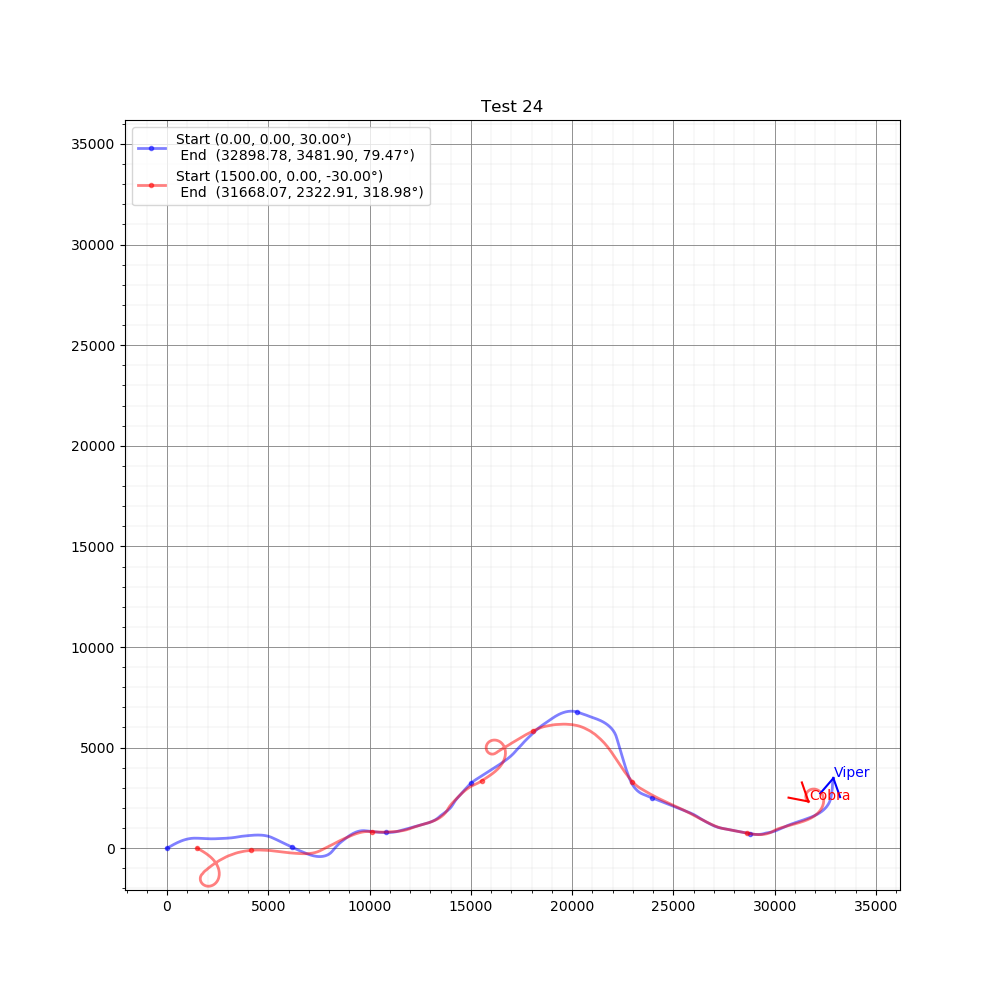 Test 24
Start (0.00, 0.00, 30.00°)
End (32898.78, 3481.90, 79.47°)
Start (1500.00, 0.00, -30.00°)
End (31668.07, 2322.91, 318.98°)
35000
30000
25000
20000
15000
10000
5000
0
Viper
Cobra
0 5000 10000 15000 20000 25000 30000 35000